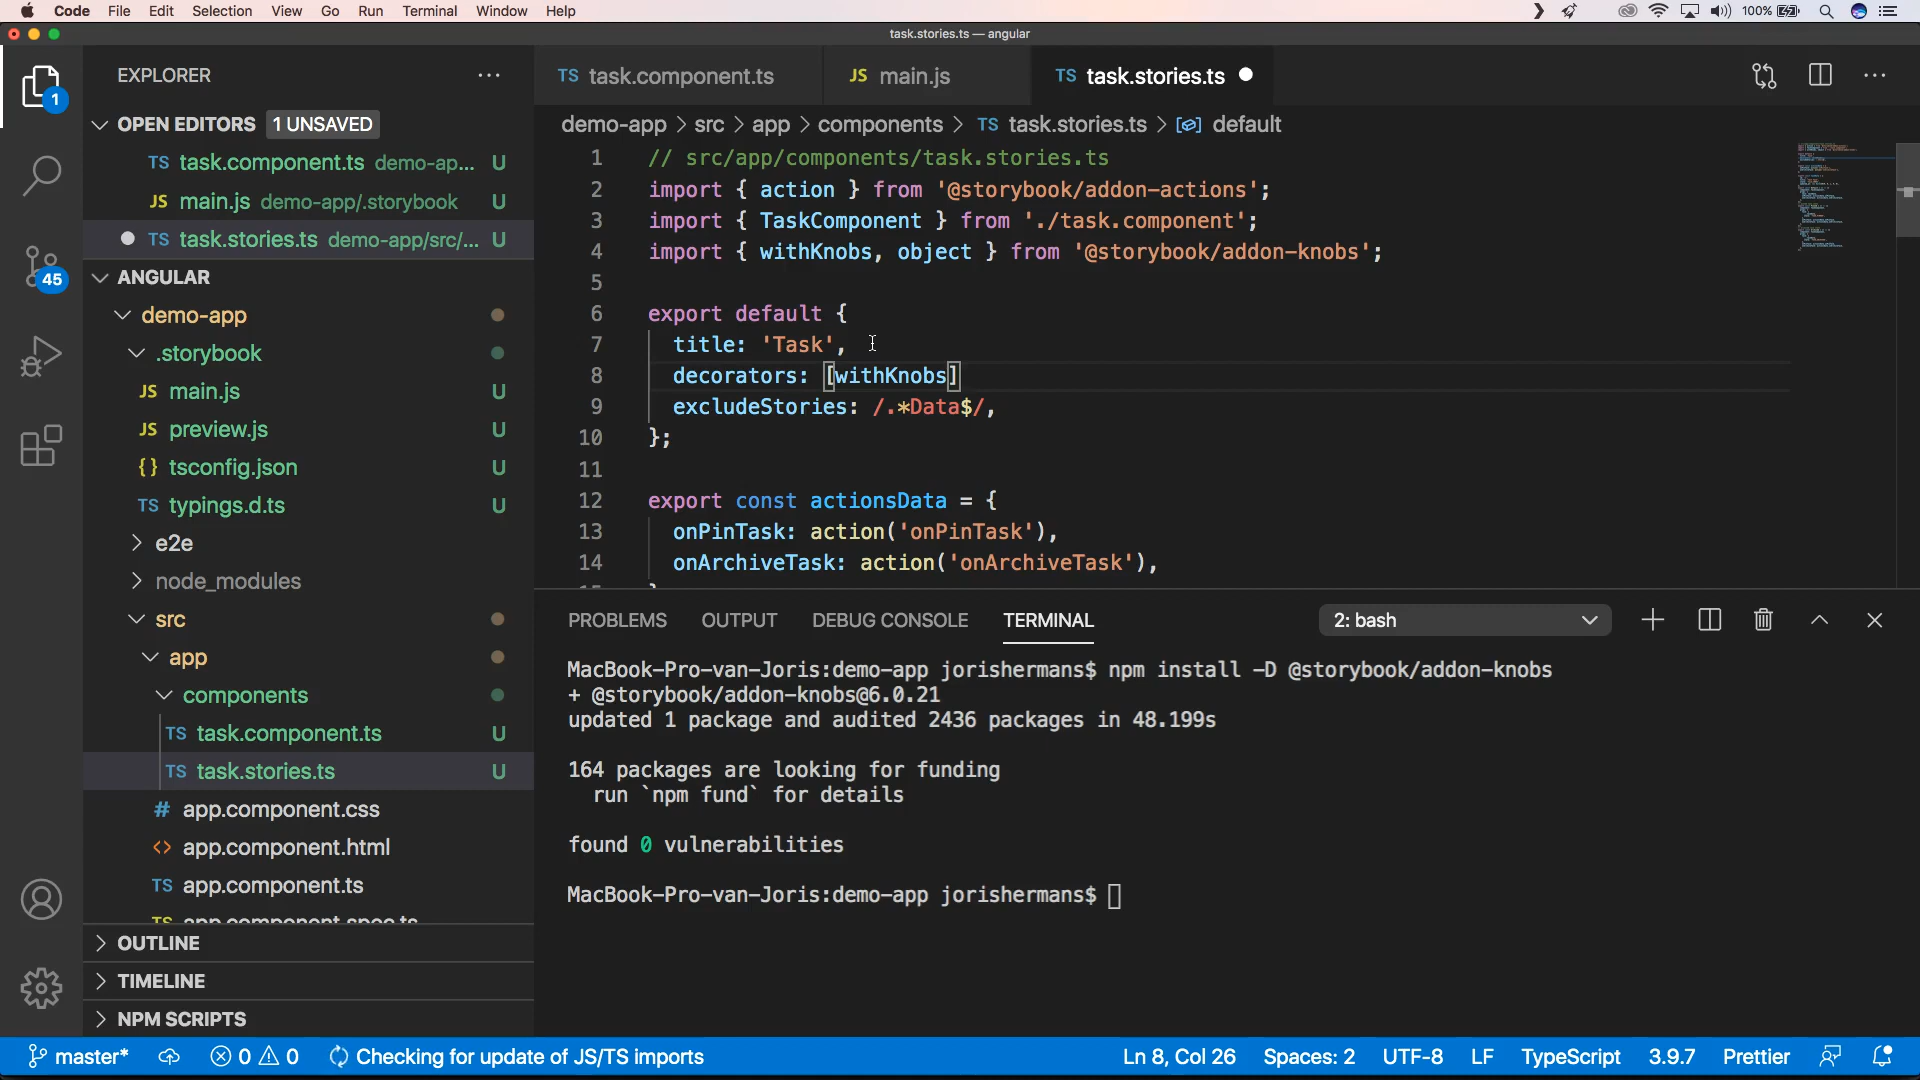 Code File Edit Selection View Go Run Terminal Window Help 100%
task.stories.ts — angular
EXPLORER
OPEN EDITORS 1 UNSAVED
TS task.component.ts demo-ap... U
JS main.js demo-app/.storybook U
TS task.stories.ts demo-app/src/... U
ANGULAR
demo-app
.storybook
JS main.js U
JS preview.js U
{ } tsconfig.json U
TS typings.d.ts U
e2e
node_modules
src
app
components
TS task.component.ts U
TS task.stories.ts U
# app.component.css
<> app.component.html
TS app.component.ts
TS app.component.spec.ts
OUTLINE
TIMELINE
NPM SCRIPTS
1
45
TS task.component.ts JS main.js TS task.stories.ts
demo-app > src > app > components > TS task.stories.ts > default
1 // src/app/components/task.stories.ts
2 import { action } from '@storybook/addon-actions';
3 import { TaskComponent } from './task.component';
4 import { withKnobs, object } from '@storybook/addon-knobs';
5
6 export default {
7 title: 'Task',
8 decorators: [withKnobs]
9 excludeStories: /.*Data$/,
10 };
11
12 export const actionsData = {
13 onPinTask: action('onPinTask'),
14 onArchiveTask: action('onArchiveTask'),
PROBLEMS OUTPUT DEBUG CONSOLE TERMINAL 2: bash
MacBook-Pro-van-Joris:demo-app jorishermans$ npm install -D @storybook/addon-knobs
+ @storybook/addon-knobs@6.0.21
updated 1 package and audited 2436 packages in 48.199s
164 packages are looking for funding
run `npm fund` for details
found 0 vulnerabilities
MacBook-Pro-van-Joris:demo-app jorishermans$
master* 0 0 Checking for update of JS/TS imports Ln 8, Col 26 Spaces: 2 UTF-8 LF TypeScript 3.9.7 Prettier